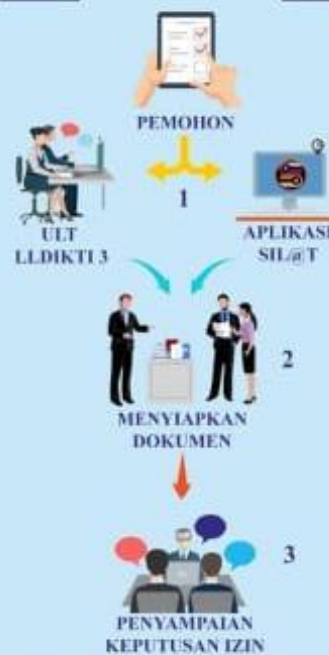 PEMOHON
1
ULT
LLDIKTI 3
APLIKASI
SIL@T
2
MENYIAPKAN
DOKUMEN
3
PENYAMPAIAN
KEPUTUSAN IZIN